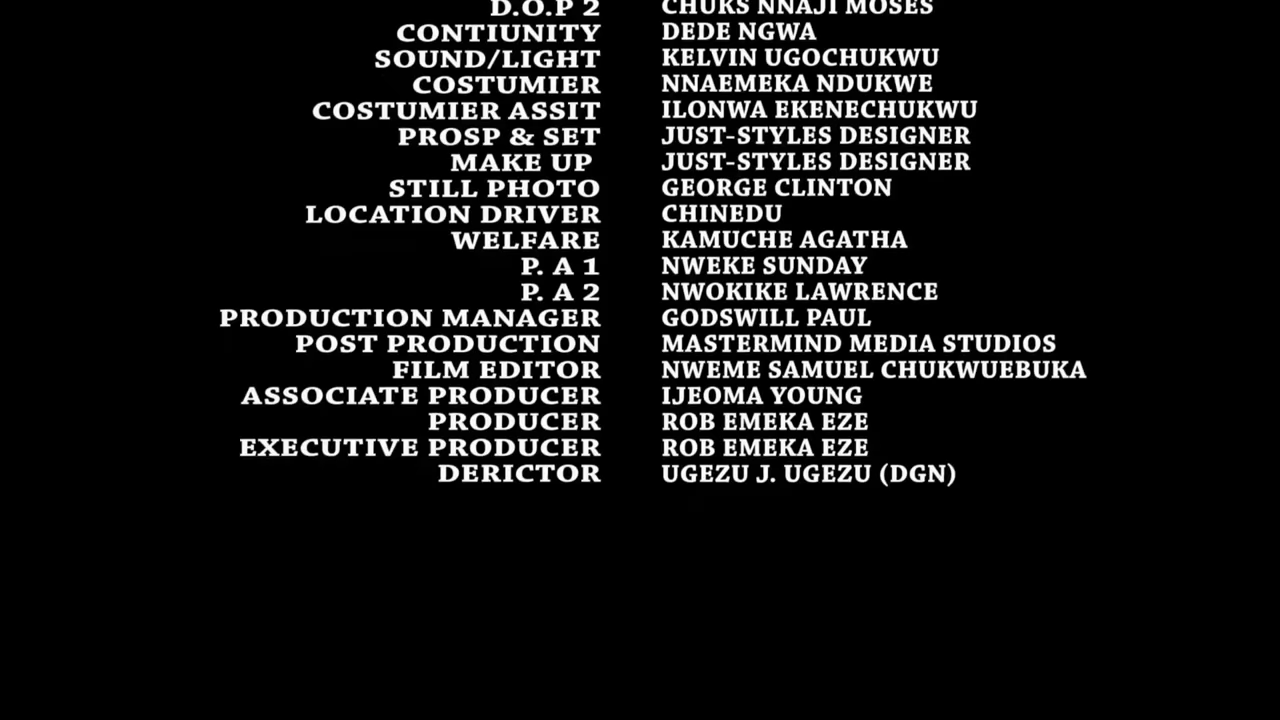 D.O.P 2 CHUKS NNAJI MOSES
CONTIUNITY DEDE NGWA
SOUND/LIGHT KELVIN UGOCHUKWU
COSTUMIER NNAEMEKA NDUKWE
COSTUMIER ASSIT ILONWA EKENECHUKWU
PROSP & SET JUST-STYLES DESIGNER
MAKE UP JUST-STYLES DESIGNER
STILL PHOTO GEORGE CLINTON
LOCATION DRIVER CHINEDU
WELFARE KAMUCHE AGATHA
P. A 1 NWEKE SUNDAY
P. A 2 NWOKIKE LAWRENCE
PRODUCTION MANAGER GODSWILL PAUL
POST PRODUCTION MASTERMIND MEDIA STUDIOS
FILM EDITOR NWEME SAMUEL CHUKWUEBUKA
ASSOCIATE PRODUCER IJEOMA YOUNG
PRODUCER ROB EMEKA EZE
EXECUTIVE PRODUCER ROB EMEKA EZE
DERICTOR UGEZU J. UGEZU (DGN)